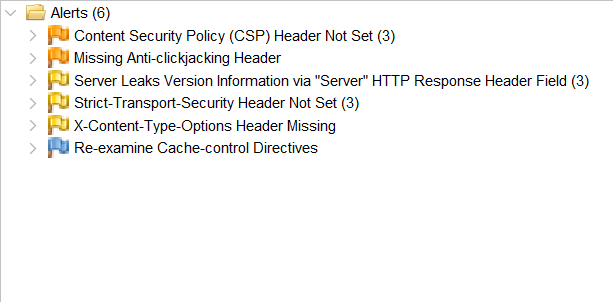 Alerts (6)
Content Security Policy (CSP) Header Not Set (3)
Missing Anti-clickjacking Header
Server Leaks Version Information via "Server" HTTP Response Header Field (3)
Strict-Transport-Security Header Not Set (3)
X-Content-Type-Options Header Missing
Re-examine Cache-control Directives